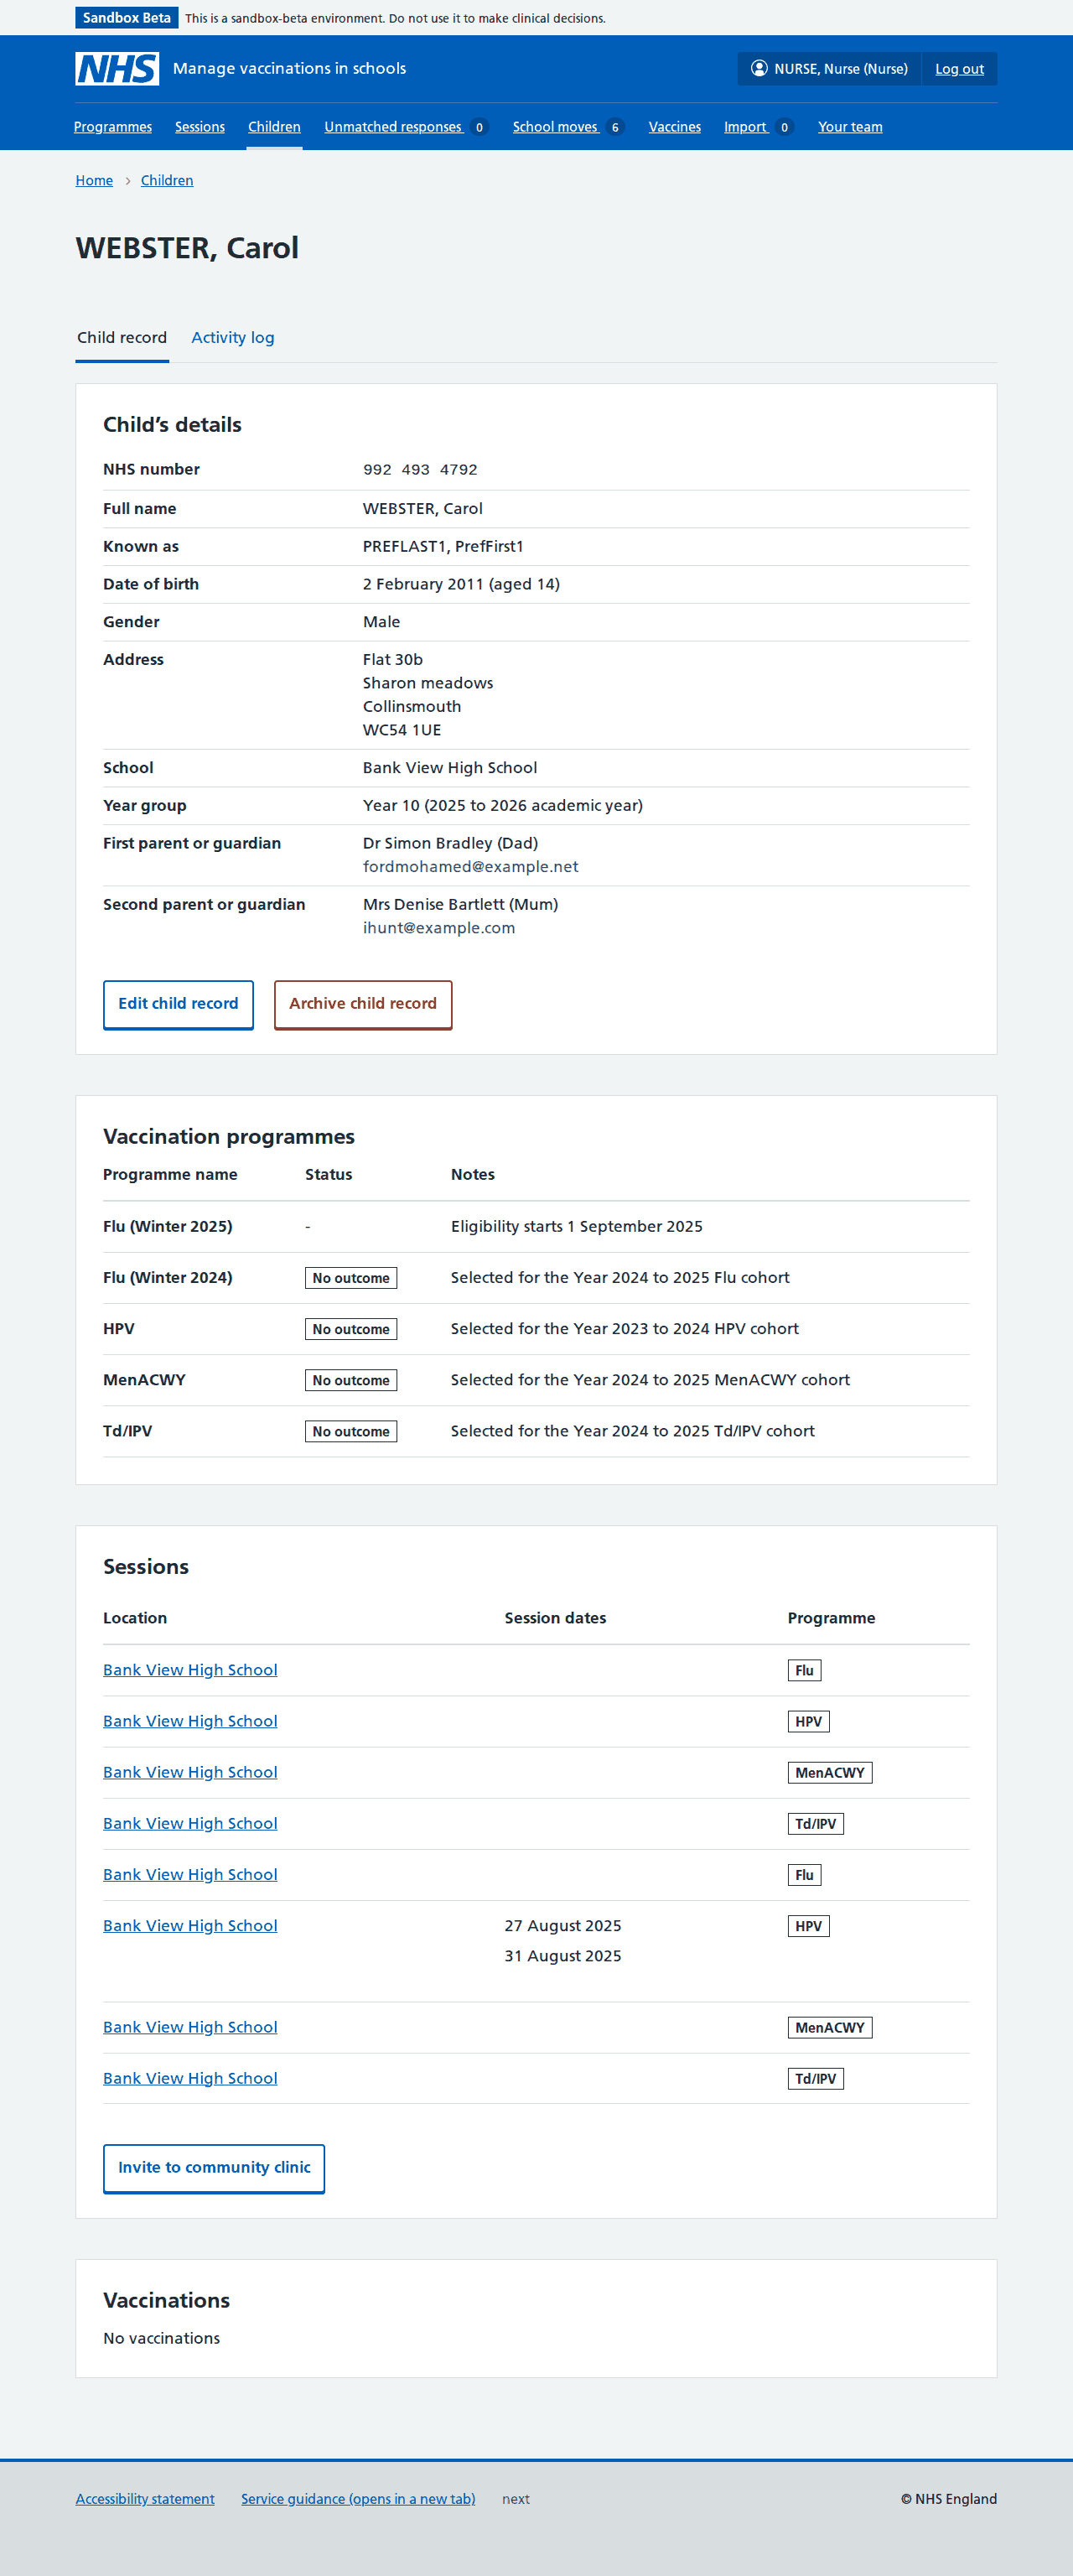 Sandbox Beta This is a sandbox-beta environment. Do not use it to make clinical decisions.
NHS Manage vaccinations in schools NURSE, Nurse (Nurse) Log out
Programmes Sessions Children Unmatched responses 0 School moves 6 Vaccines Import 0 Your team
Home › Children
WEBSTER, Carol
Child record Activity log
Child’s details
NHS number 992 493 4792
Full name WEBSTER, Carol
Known as PREFLAST1, PrefFirst1
Date of birth 2 February 2011 (aged 14)
Gender Male
Address Flat 30b
Sharon meadows
Collinsmouth
WC54 1UE
School Bank View High School
Year group Year 10 (2025 to 2026 academic year)
First parent or guardian Dr Simon Bradley (Dad)
fordmohamed@example.net
Second parent or guardian Mrs Denise Bartlett (Mum)
ihunt@example.com
Edit child record Archive child record
Vaccination programmes
Programme name Status Notes
Flu (Winter 2025) - Eligibility starts 1 September 2025
Flu (Winter 2024) No outcome Selected for the Year 2024 to 2025 Flu cohort
HPV No outcome Selected for the Year 2023 to 2024 HPV cohort
MenACWY No outcome Selected for the Year 2024 to 2025 MenACWY cohort
Td/IPV No outcome Selected for the Year 2024 to 2025 Td/IPV cohort
Sessions
Location Session dates Programme
Bank View High School Flu
Bank View High School HPV
Bank View High School MenACWY
Bank View High School Td/IPV
Bank View High School Flu
Bank View High School 27 August 2025 HPV
31 August 2025
Bank View High School MenACWY
Bank View High School Td/IPV
Invite to community clinic
Vaccinations
No vaccinations
Accessibility statement Service guidance (opens in a new tab) next © NHS England